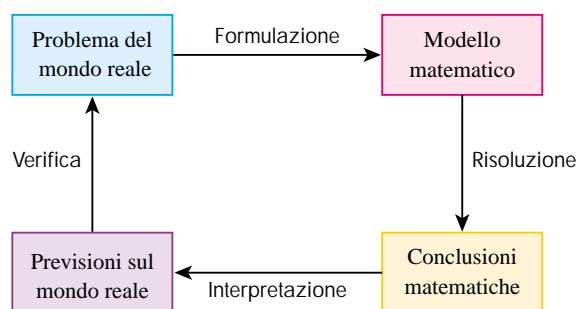 Problema del
mondo reale
Formulazione
Modello
matematico
Verifica
Risoluzione
Previsioni sul
mondo reale
Interpretazione
Conclusioni
matematiche